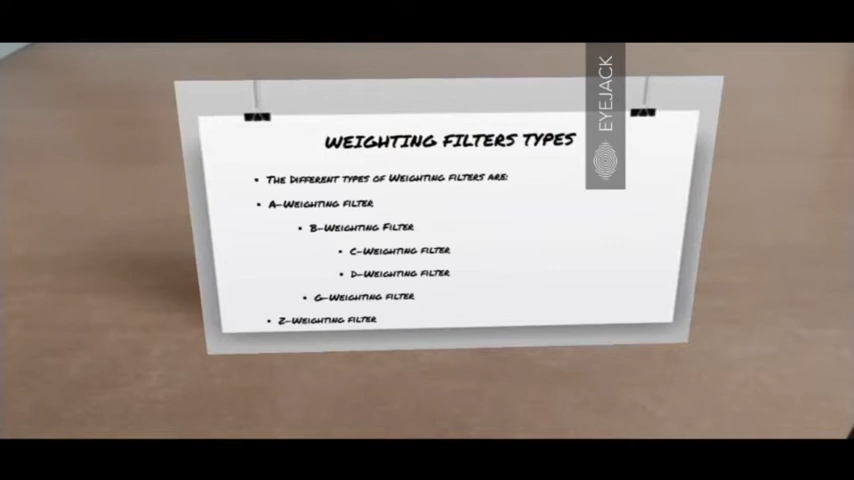 WEIGHTING FILTERS TYPES
• THE DIFFERENT TYPES OF WEIGHTING FILTERS ARE:
• A-WEIGHTING FILTER
• B-WEIGHTING FILTER
• C-WEIGHTING FILTER
• D-WEIGHTING FILTER
• G-WEIGHTING FILTER
• Z-WEIGHTING FILTER
EYEJACK